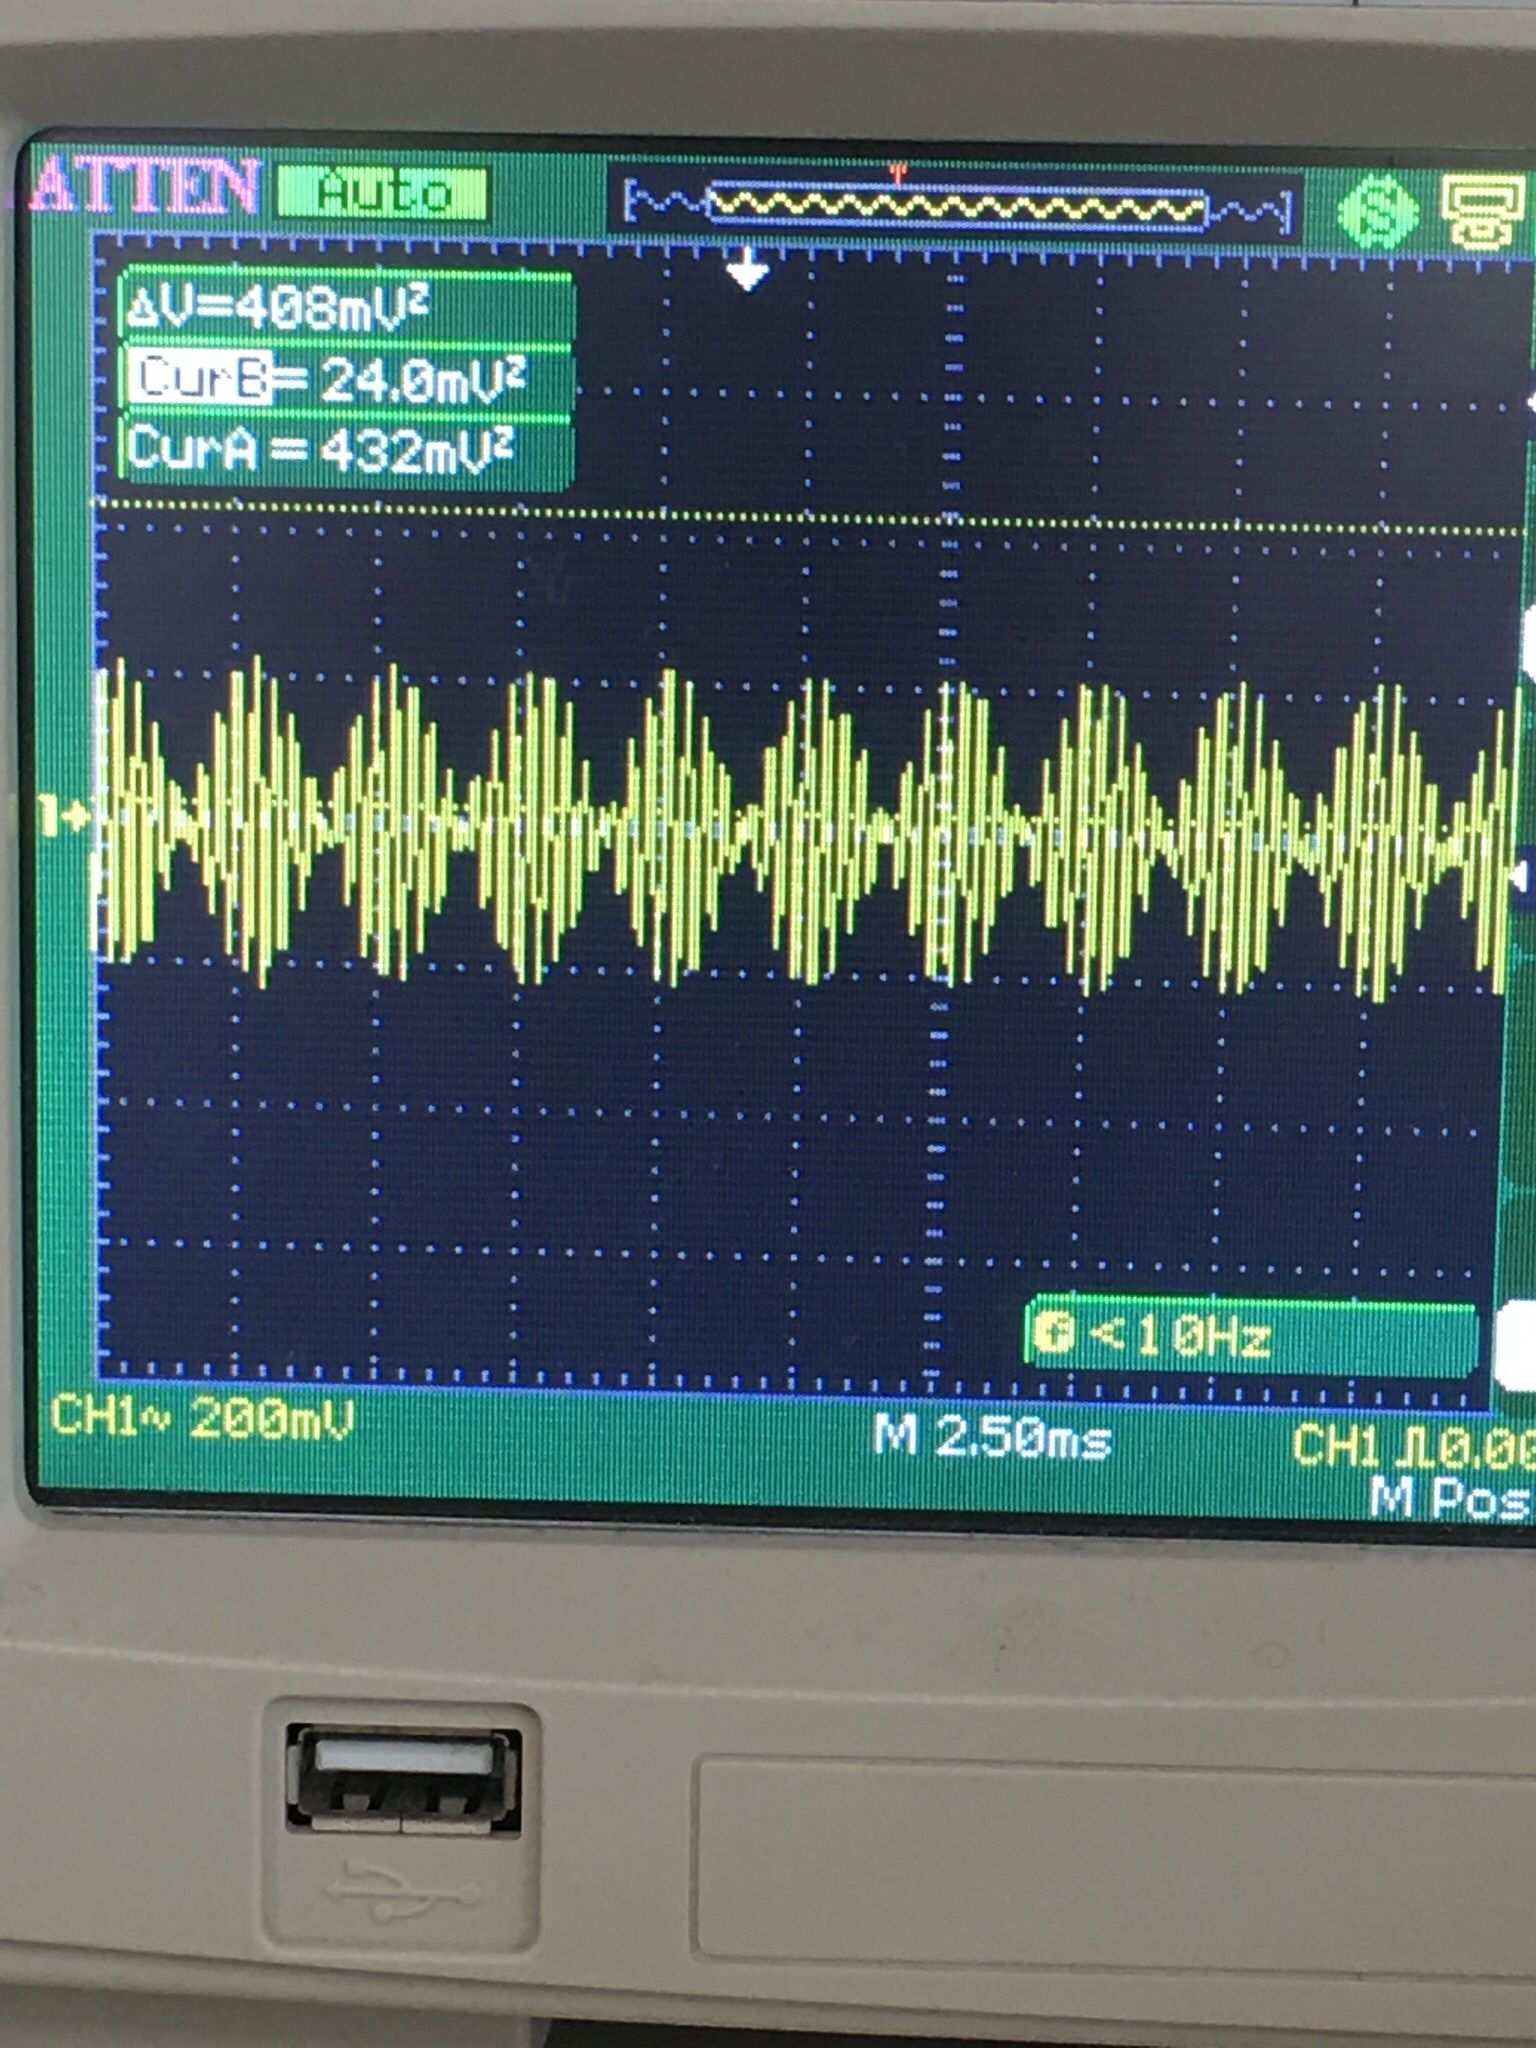 ATTEN Auto T S
ΔV=408mV²
CurB= 24.0mV²
CurA = 432mV²
1
f <10Hz
CH1~ 200mV M 2.50ms CH1 0.00
M Pos